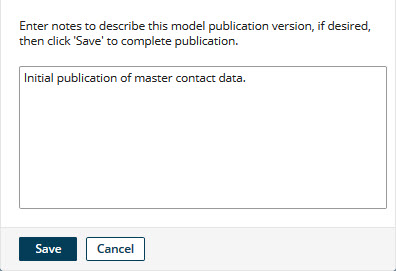 Enter notes to describe this model publication version, if desired,
then click 'Save' to complete publication.
Initial publication of master contact data.
Save
Cancel